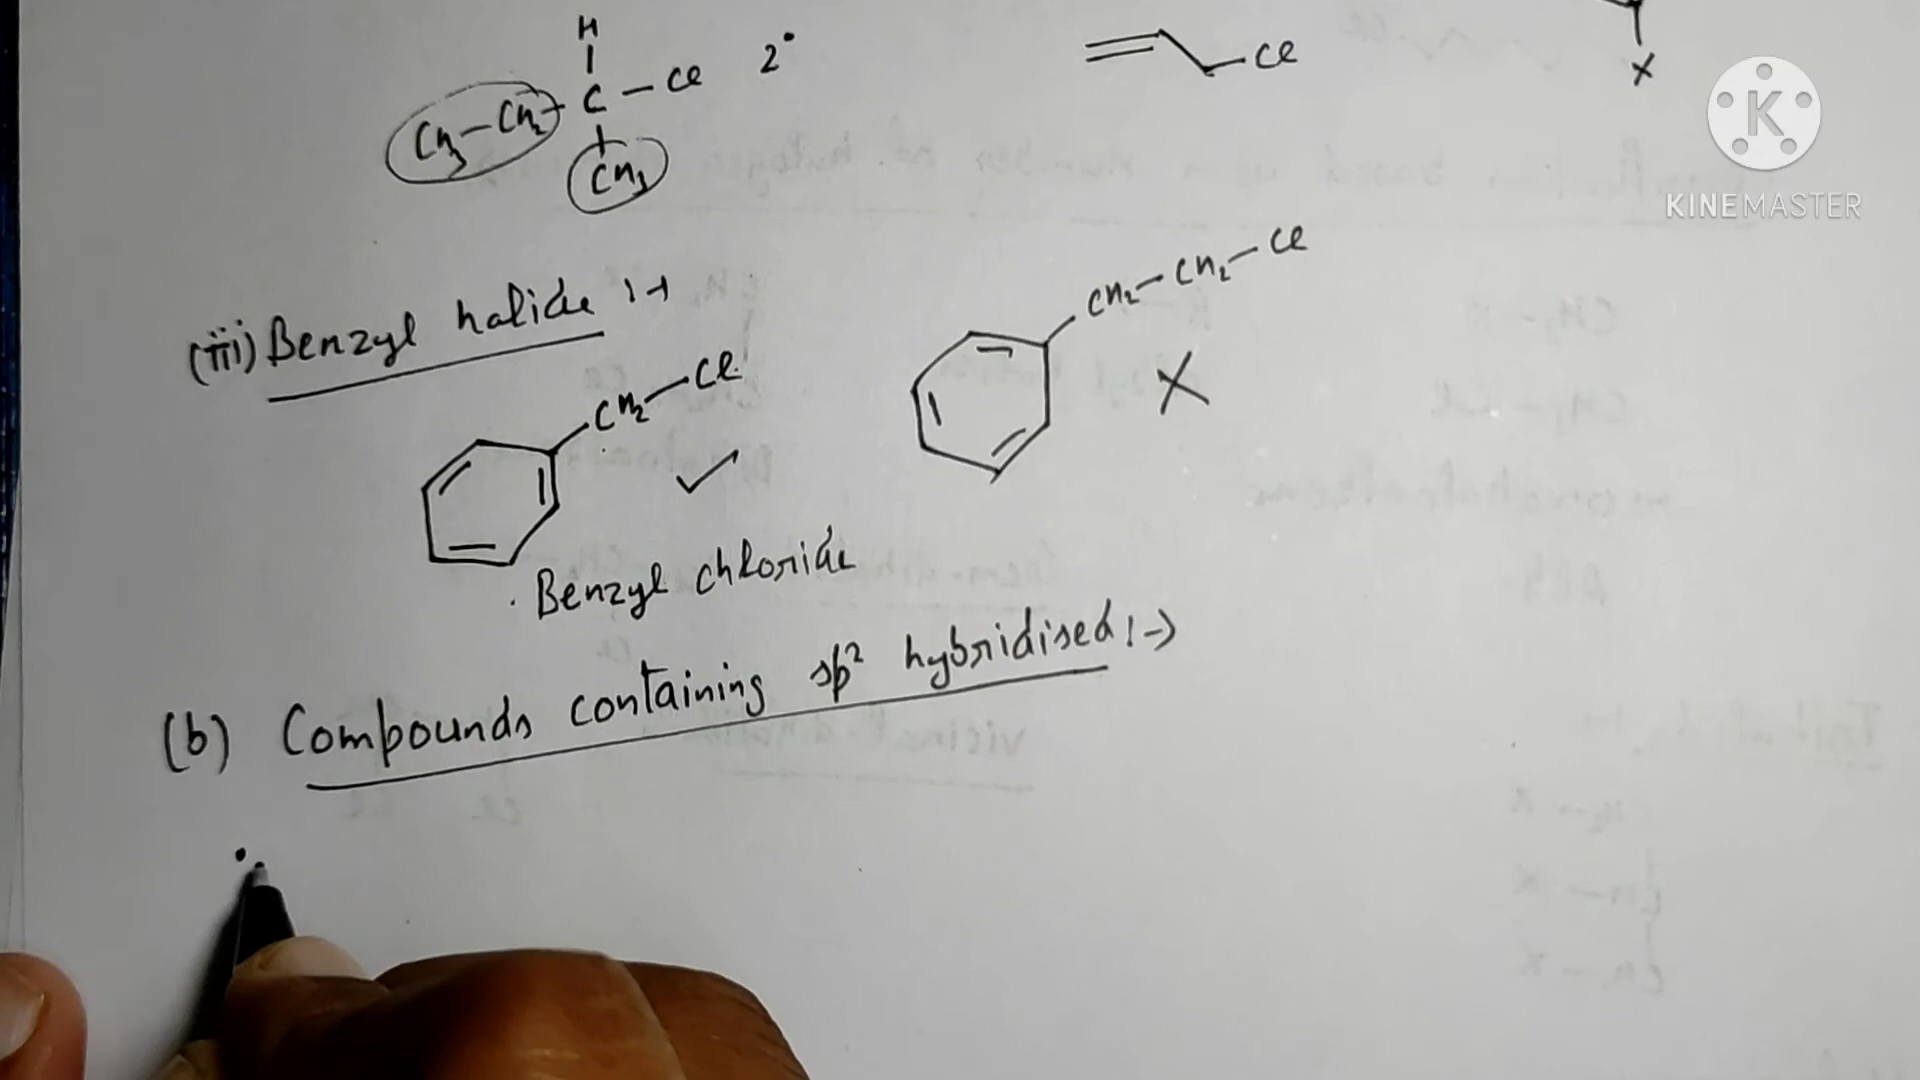 H
CH3-CH2-C-Cl 2°
CH3
Cl
X
K
KINEMASTER
(iii) Benzyl halide :→
CH2-Cl
CH2-CH2-Cl
X
Benzyl chloride
(b) Compounds containing sp² hybridised :→